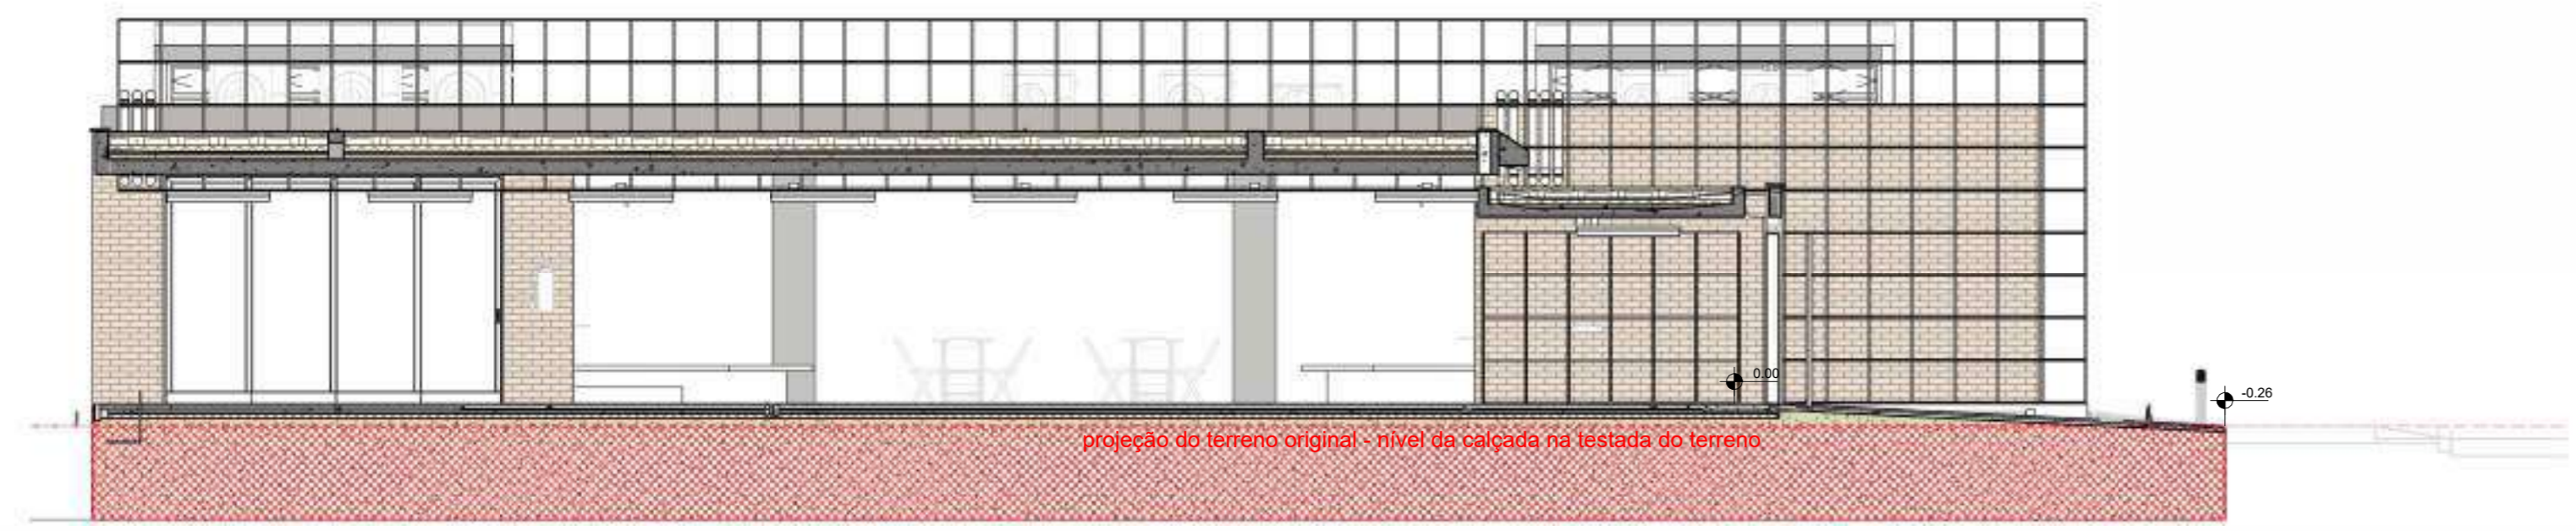 0.00
-0.26
projeção do terreno original - nível da calçada na testada do terreno